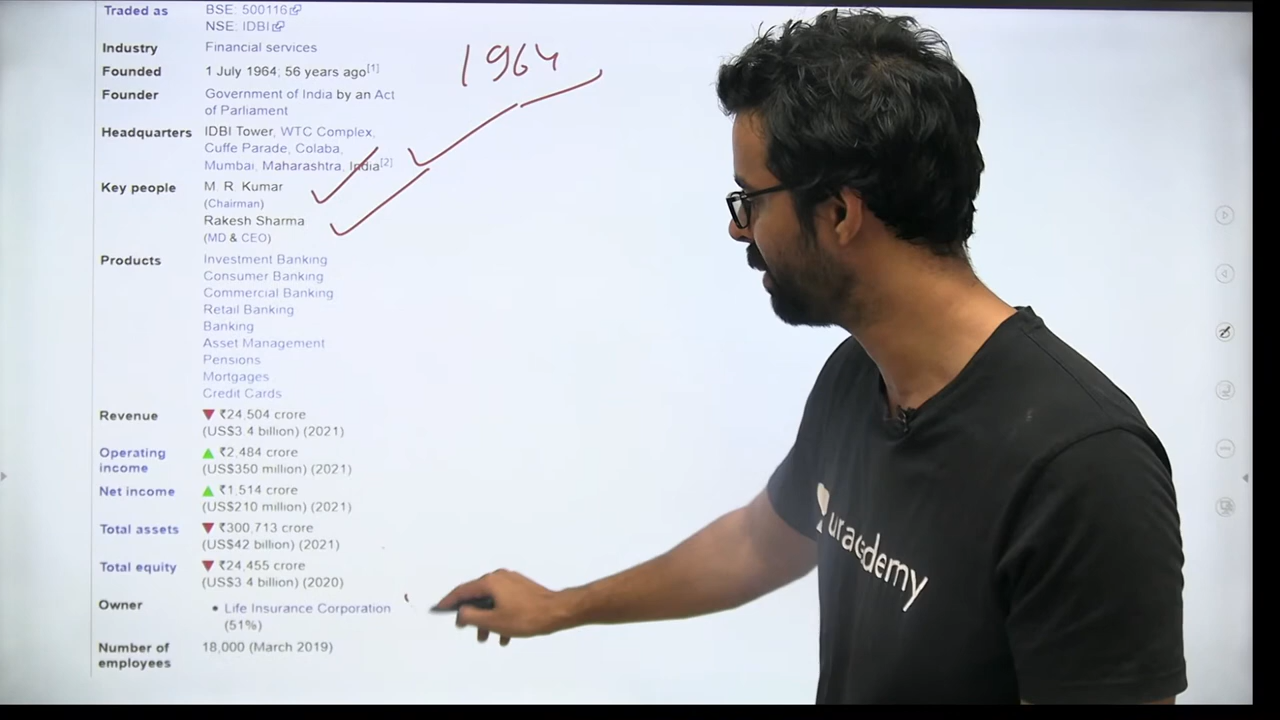 Traded as BSE: 500116
NSE: IDBI
1964
Industry Financial services
Founded 1 July 1964; 56 years ago[1]
Founder Government of India by an Act
of Parliament
Headquarters IDBI Tower, WTC Complex,
Cuffe Parade, Colaba,
Mumbai, Maharashtra, India[2]
Key people M. R. Kumar
(Chairman)
Rakesh Sharma
(MD & CEO)
Products Investment Banking
Consumer Banking
Commercial Banking
Retail Banking
Banking
Asset Management
Pensions
Mortgages
Credit Cards
Revenue ▼ ₹24,504 crore
(US$3.4 billion) (2021)
Operating income ▲ ₹2,484 crore
(US$350 million) (2021)
Net income ▲ ₹1,514 crore
(US$210 million) (2021)
Total assets ▼ ₹300,713 crore
(US$42 billion) (2021)
Total equity ▼ ₹24,455 crore
(US$3.4 billion) (2020)
Owner • Life Insurance Corporation
(51%)
Number of employees 18,000 (March 2019)
uracademy